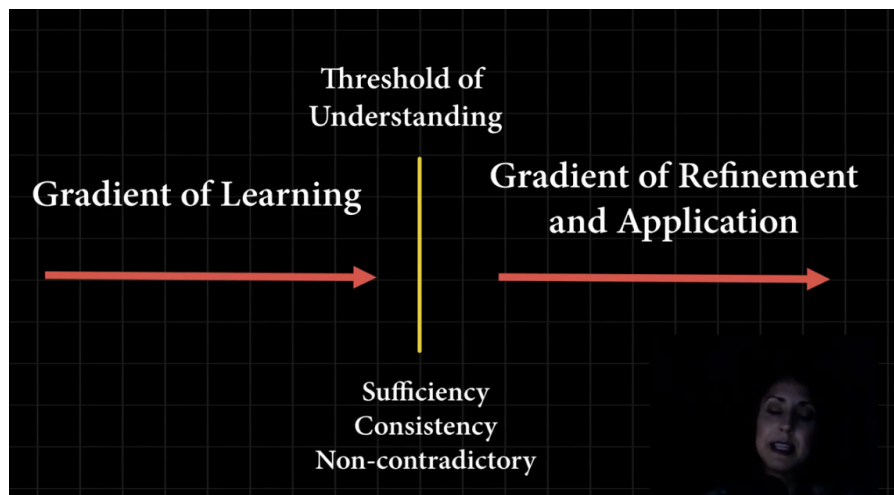 Threshold of
Understanding
Gradient of Learning
Gradient of Refinement
and Application
Sufficiency
Consistency
Non-contradictory